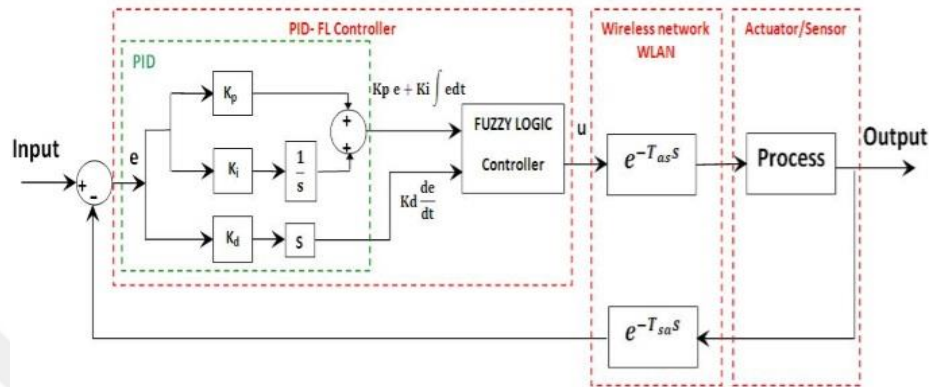 PID- FL Controller
Wireless network
WLAN
Actuator/Sensor
PID
Kp
Kp e + Ki ∫ edt
+
+
FUZZY LOGIC
Controller
u
Input
e
+
-
Ki
1/s
e^{-T_{as}s}
Process
Output
Kd de/dt
Kd
s
e^{-T_{sa}s}